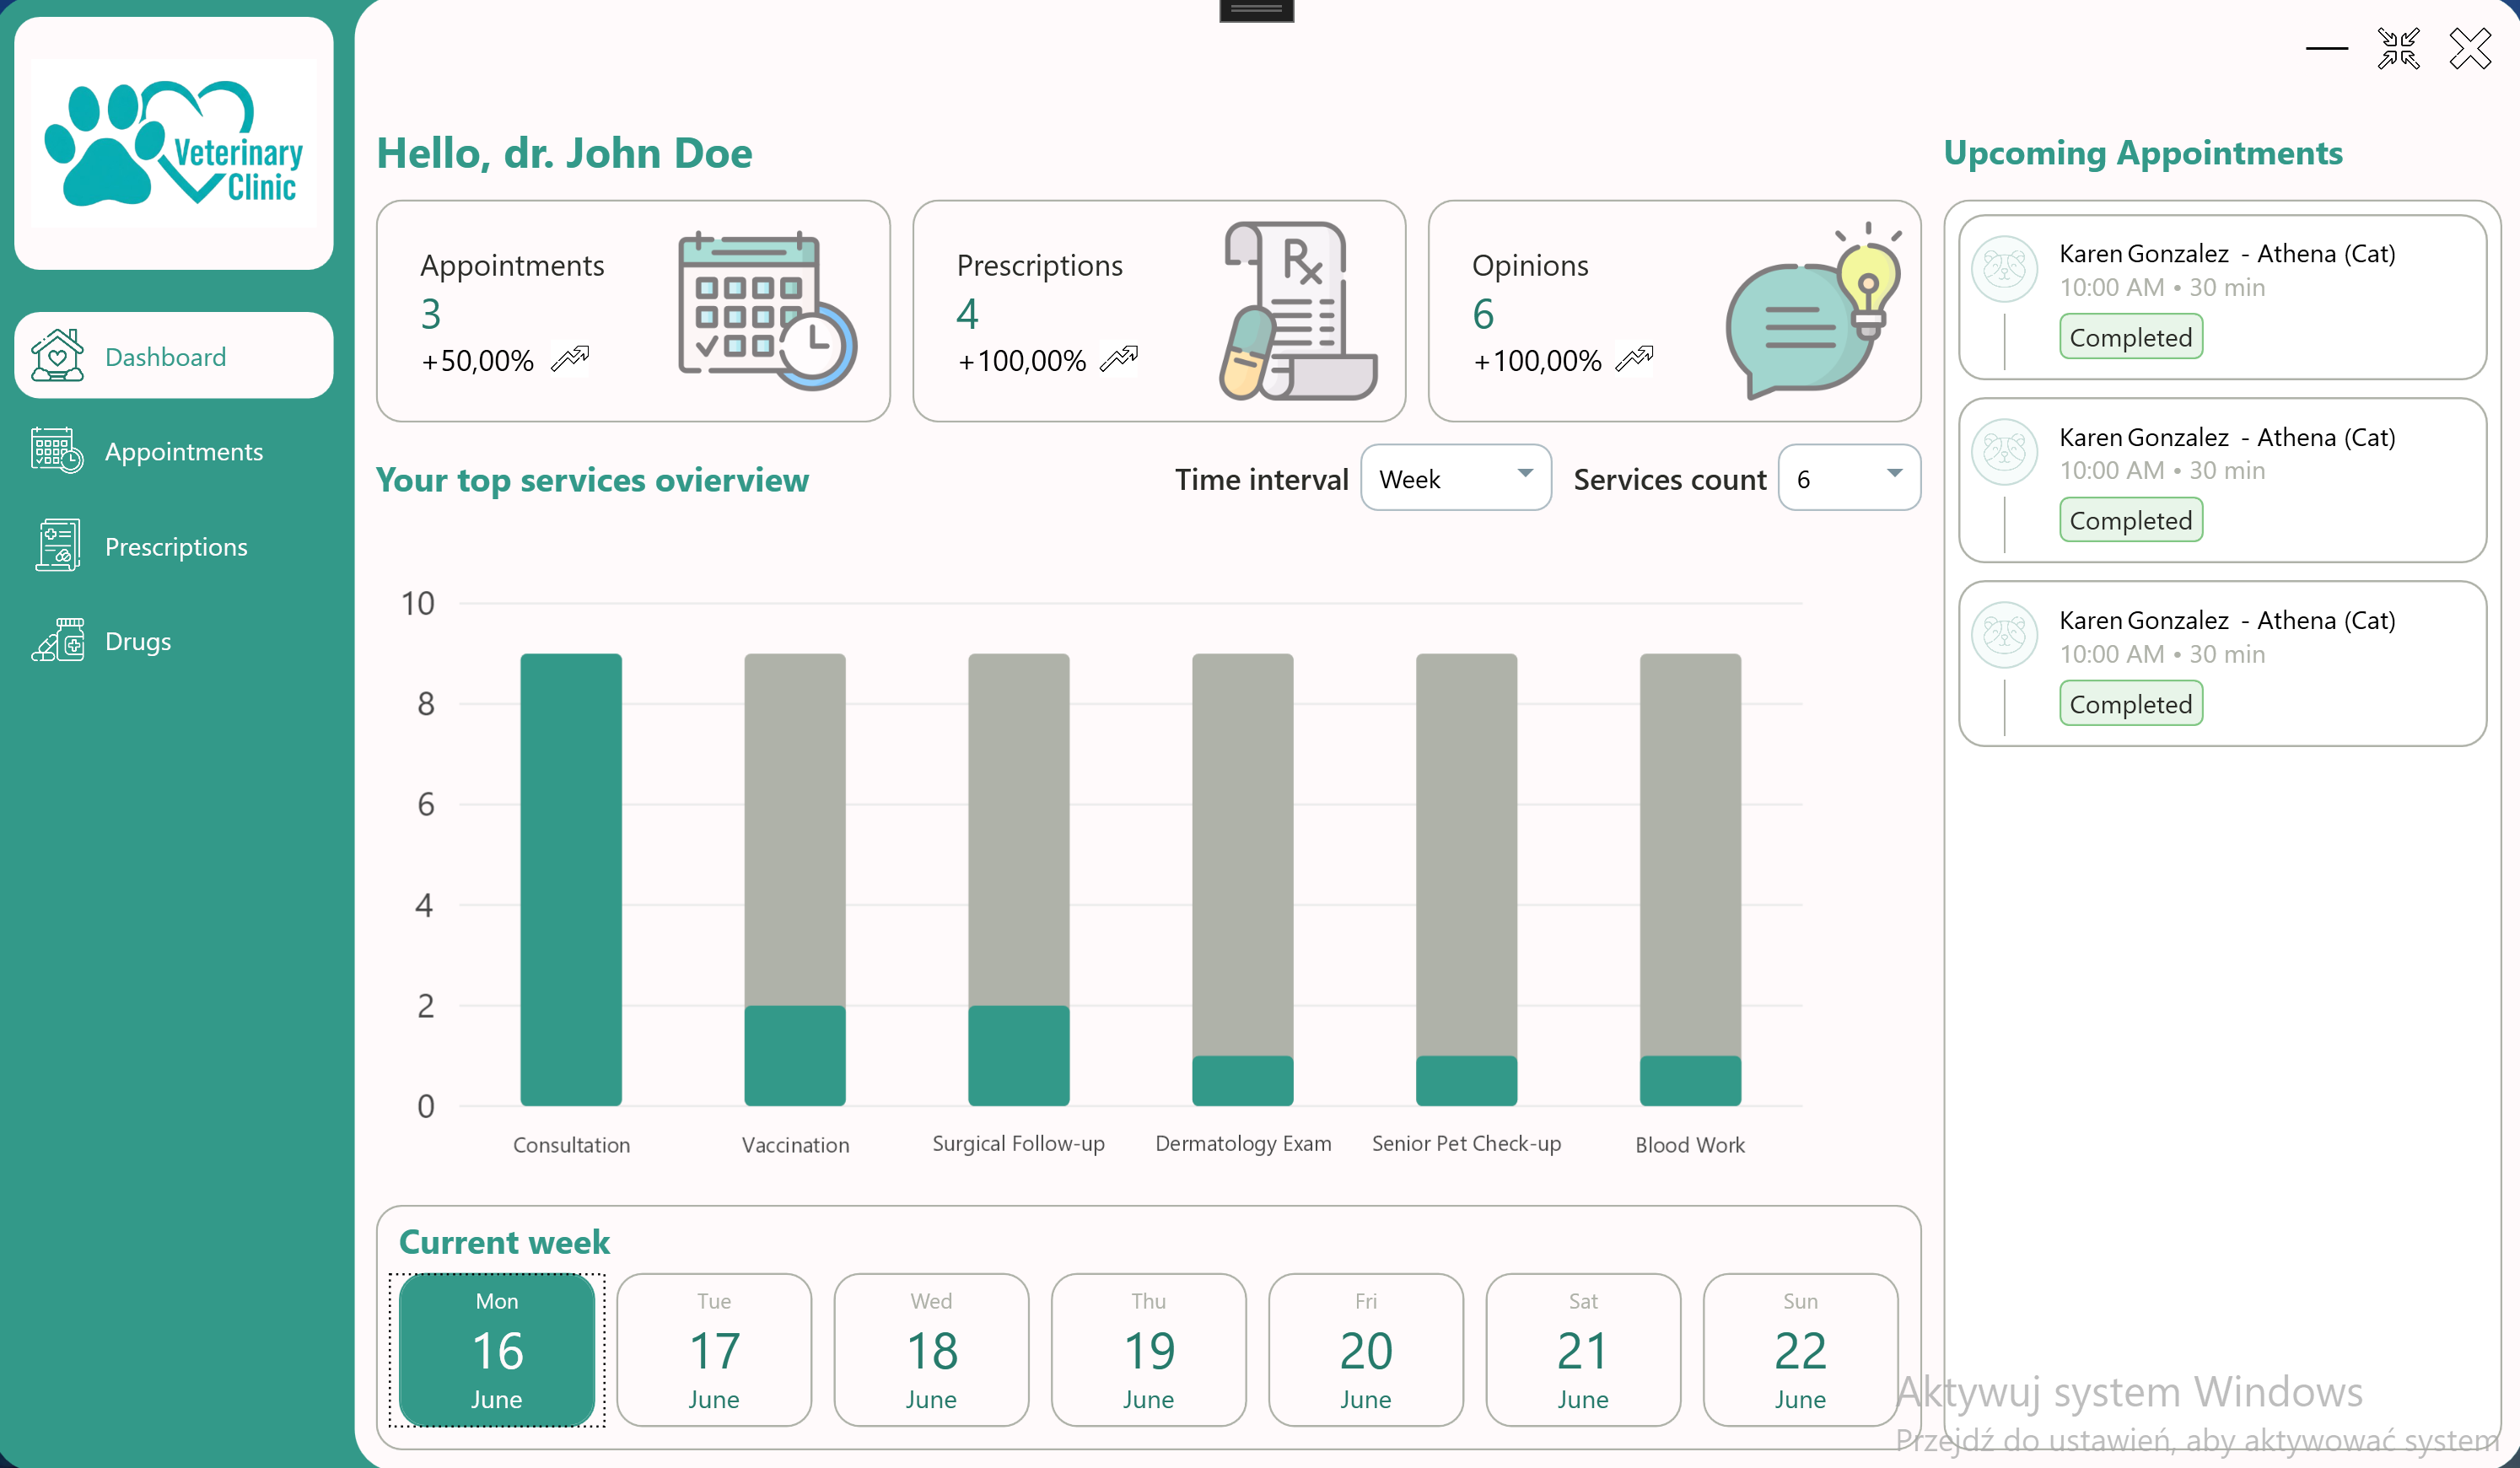 Veterinary
Clinic
Dashboard
Appointments
Prescriptions
Drugs
Hello, dr. John Doe
Appointments
3
+50,00%
Prescriptions
Rx
4
+100,00%
Opinions
6
+100,00%
Your top services ovierview
Time interval
Week
Services count
6
10
8
6
4
2
0
Consultation
Vaccination
Surgical Follow-up
Dermatology Exam
Senior Pet Check-up
Blood Work
Current week
Mon
16
June
Tue
17
June
Wed
18
June
Thu
19
June
Fri
20
June
Sat
21
June
Sun
22
June
Upcoming Appointments
Karen Gonzalez - Athena (Cat)
10:00 AM • 30 min
Completed
Karen Gonzalez - Athena (Cat)
10:00 AM • 30 min
Completed
Karen Gonzalez - Athena (Cat)
10:00 AM • 30 min
Completed
Aktywuj system Windows
Przejdź do ustawień, aby aktywować system